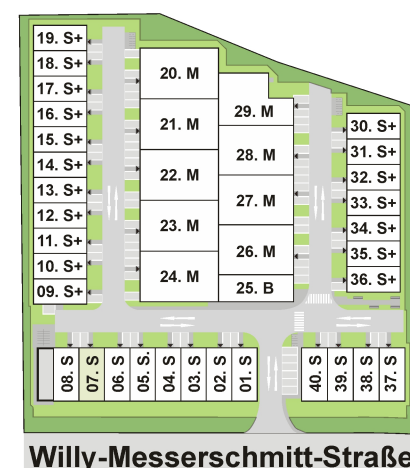 19. S+
18. S+
17. S+
16. S+
15. S+
14. S+
13. S+
12. S+
11. S+
10. S+
09. S+
20. M
21. M
22. M
23. M
24. M
29. M
28. M
27. M
26. M
25. B
30. S+
31. S+
32. S+
33. S+
34. S+
35. S+
36. S+
08. S
07. S
06. S
05. S.
04. S
03. S
02. S
01. S
40. S
39. S
38. S
37. S
Willy-Messerschmitt-Straße